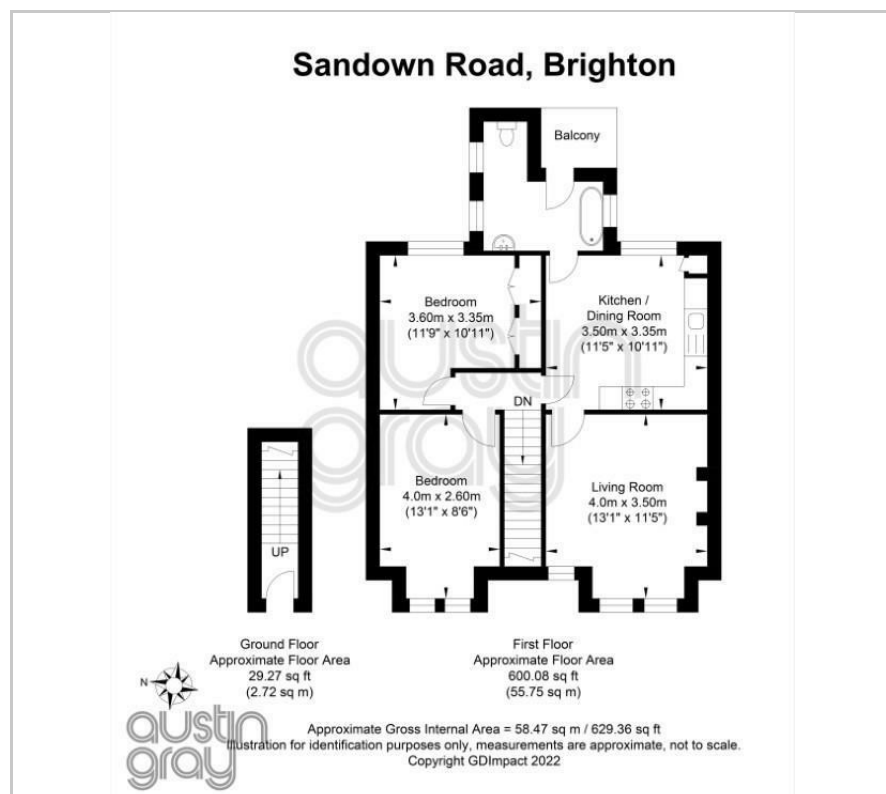 Sandown Road, Brighton
Balcony
Bedroom
3.60m x 3.35m
(11'9" x 10'11")
Kitchen /
Dining Room
3.50m x 3.35m
(11'5" x 10'11")
austin
gray
DN
Bedroom
4.0m x 2.60m
(13'1" x 8'6")
Living Room
4.0m x 3.50m
(13'1" x 11'5")
UP
Ground Floor
Approximate Floor Area
29.27 sq ft
(2.72 sq m)
First Floor
Approximate Floor Area
600.08 sq ft
(55.75 sq m)
N
austin
gray
Approximate Gross Internal Area = 58.47 sq m / 629.36 sq ft
Illustration for identification purposes only, measurements are approximate, not to scale.
Copyright GDImpact 2022